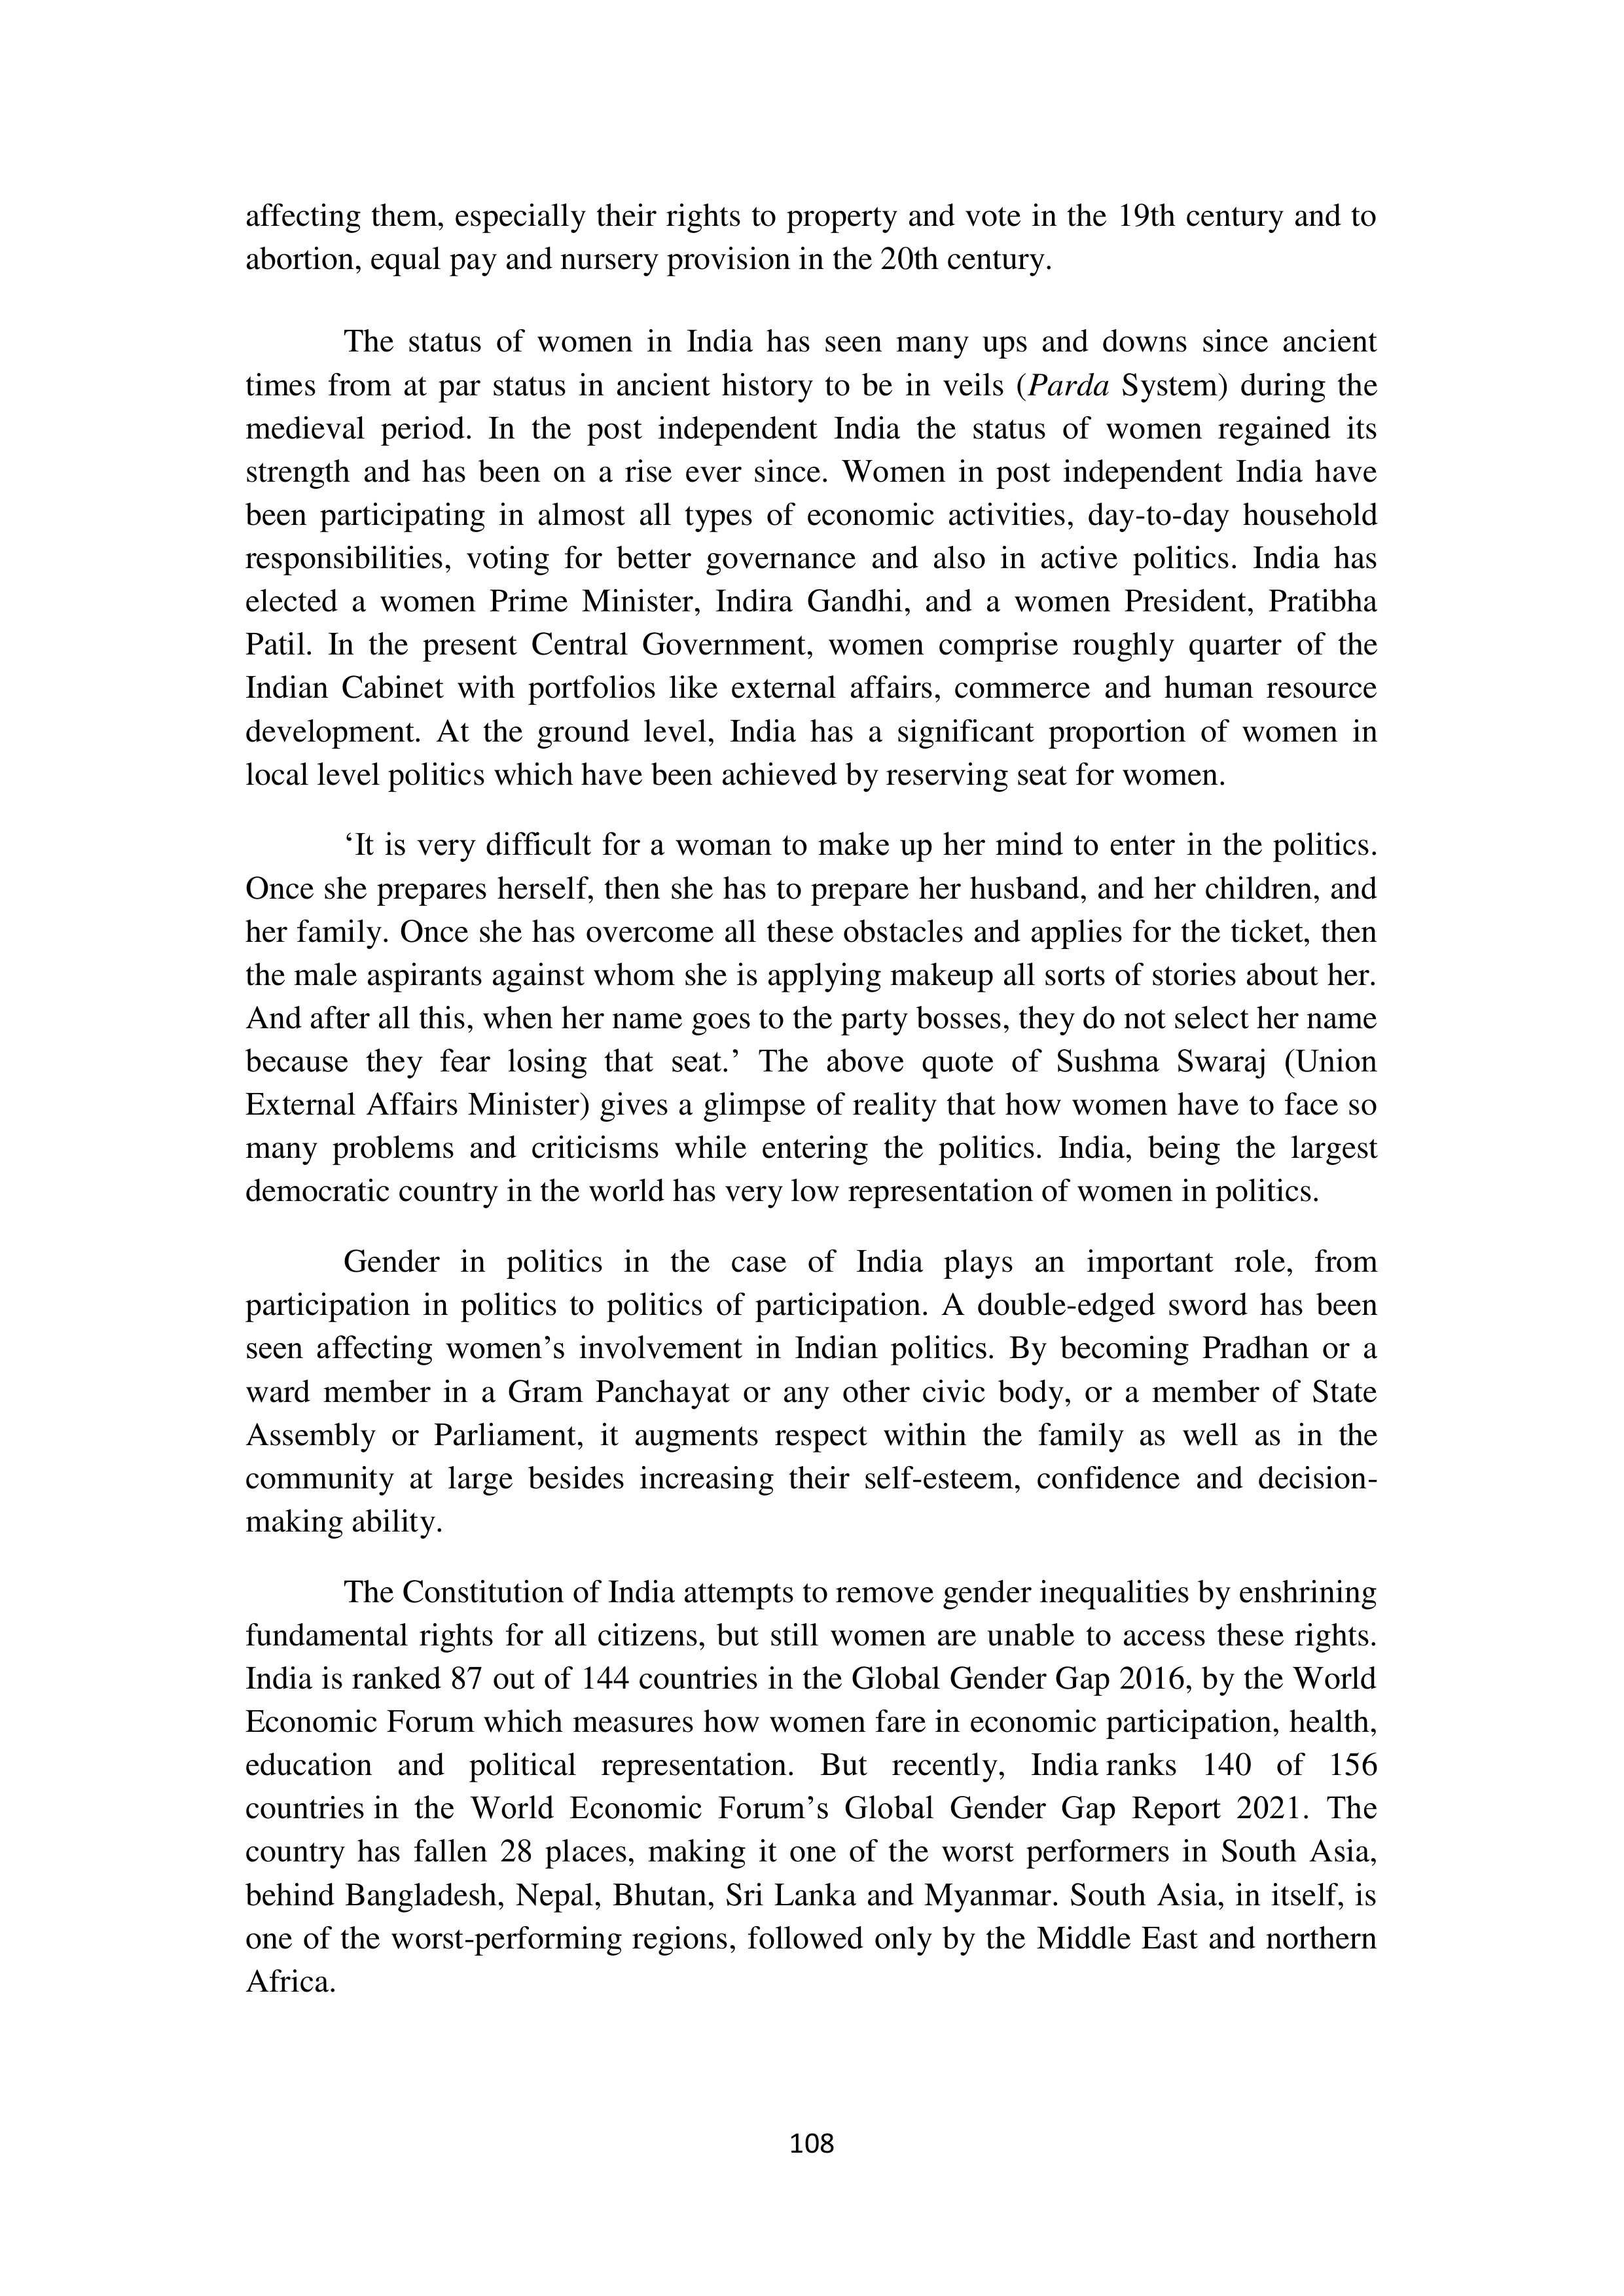 affecting them, especially their rights to property and vote in the 19th century and to
abortion, equal pay and nursery provision in the 20th century.
The status of women in India has seen many ups and downs since ancient
times from at par status in ancient history to be in veils (Parda System) during the
medieval period. In the post independent India the status of women regained its
strength and has been on a rise ever since. Women in post independent India have
been participating in almost all types of economic activities, day-to-day household
responsibilities, voting for better governance and also in active politics. India has
elected a women Prime Minister, Indira Gandhi, and a women President, Pratibha
Patil. In the present Central Government, women comprise roughly quarter of the
Indian Cabinet with portfolios like external affairs, commerce and human resource
development. At the ground level, India has a significant proportion of women in
local level politics which have been achieved by reserving seat for women.
‘It is very difficult for a woman to make up her mind to enter in the politics.
Once she prepares herself, then she has to prepare her husband, and her children, and
her family. Once she has overcome all these obstacles and applies for the ticket, then
the male aspirants against whom she is applying makeup all sorts of stories about her.
And after all this, when her name goes to the party bosses, they do not select her name
because they fear losing that seat.’ The above quote of Sushma Swaraj (Union
External Affairs Minister) gives a glimpse of reality that how women have to face so
many problems and criticisms while entering the politics. India, being the largest
democratic country in the world has very low representation of women in politics.
Gender in politics in the case of India plays an important role, from
participation in politics to politics of participation. A double-edged sword has been
seen affecting women’s involvement in Indian politics. By becoming Pradhan or a
ward member in a Gram Panchayat or any other civic body, or a member of State
Assembly or Parliament, it augments respect within the family as well as in the
community at large besides increasing their self-esteem, confidence and decision-
making ability.
The Constitution of India attempts to remove gender inequalities by enshrining
fundamental rights for all citizens, but still women are unable to access these rights.
India is ranked 87 out of 144 countries in the Global Gender Gap 2016, by the World
Economic Forum which measures how women fare in economic participation, health,
education and political representation. But recently, India ranks 140 of 156
countries in the World Economic Forum’s Global Gender Gap Report 2021. The
country has fallen 28 places, making it one of the worst performers in South Asia,
behind Bangladesh, Nepal, Bhutan, Sri Lanka and Myanmar. South Asia, in itself, is
one of the worst-performing regions, followed only by the Middle East and northern
Africa.
108